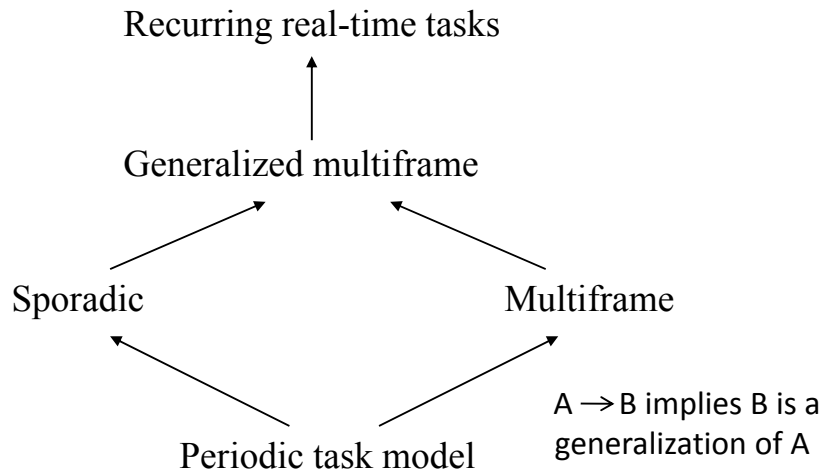 Recurring real-time tasks
Generalized multiframe
Sporadic
Multiframe
Periodic task model
A → B implies B is a
generalization of A